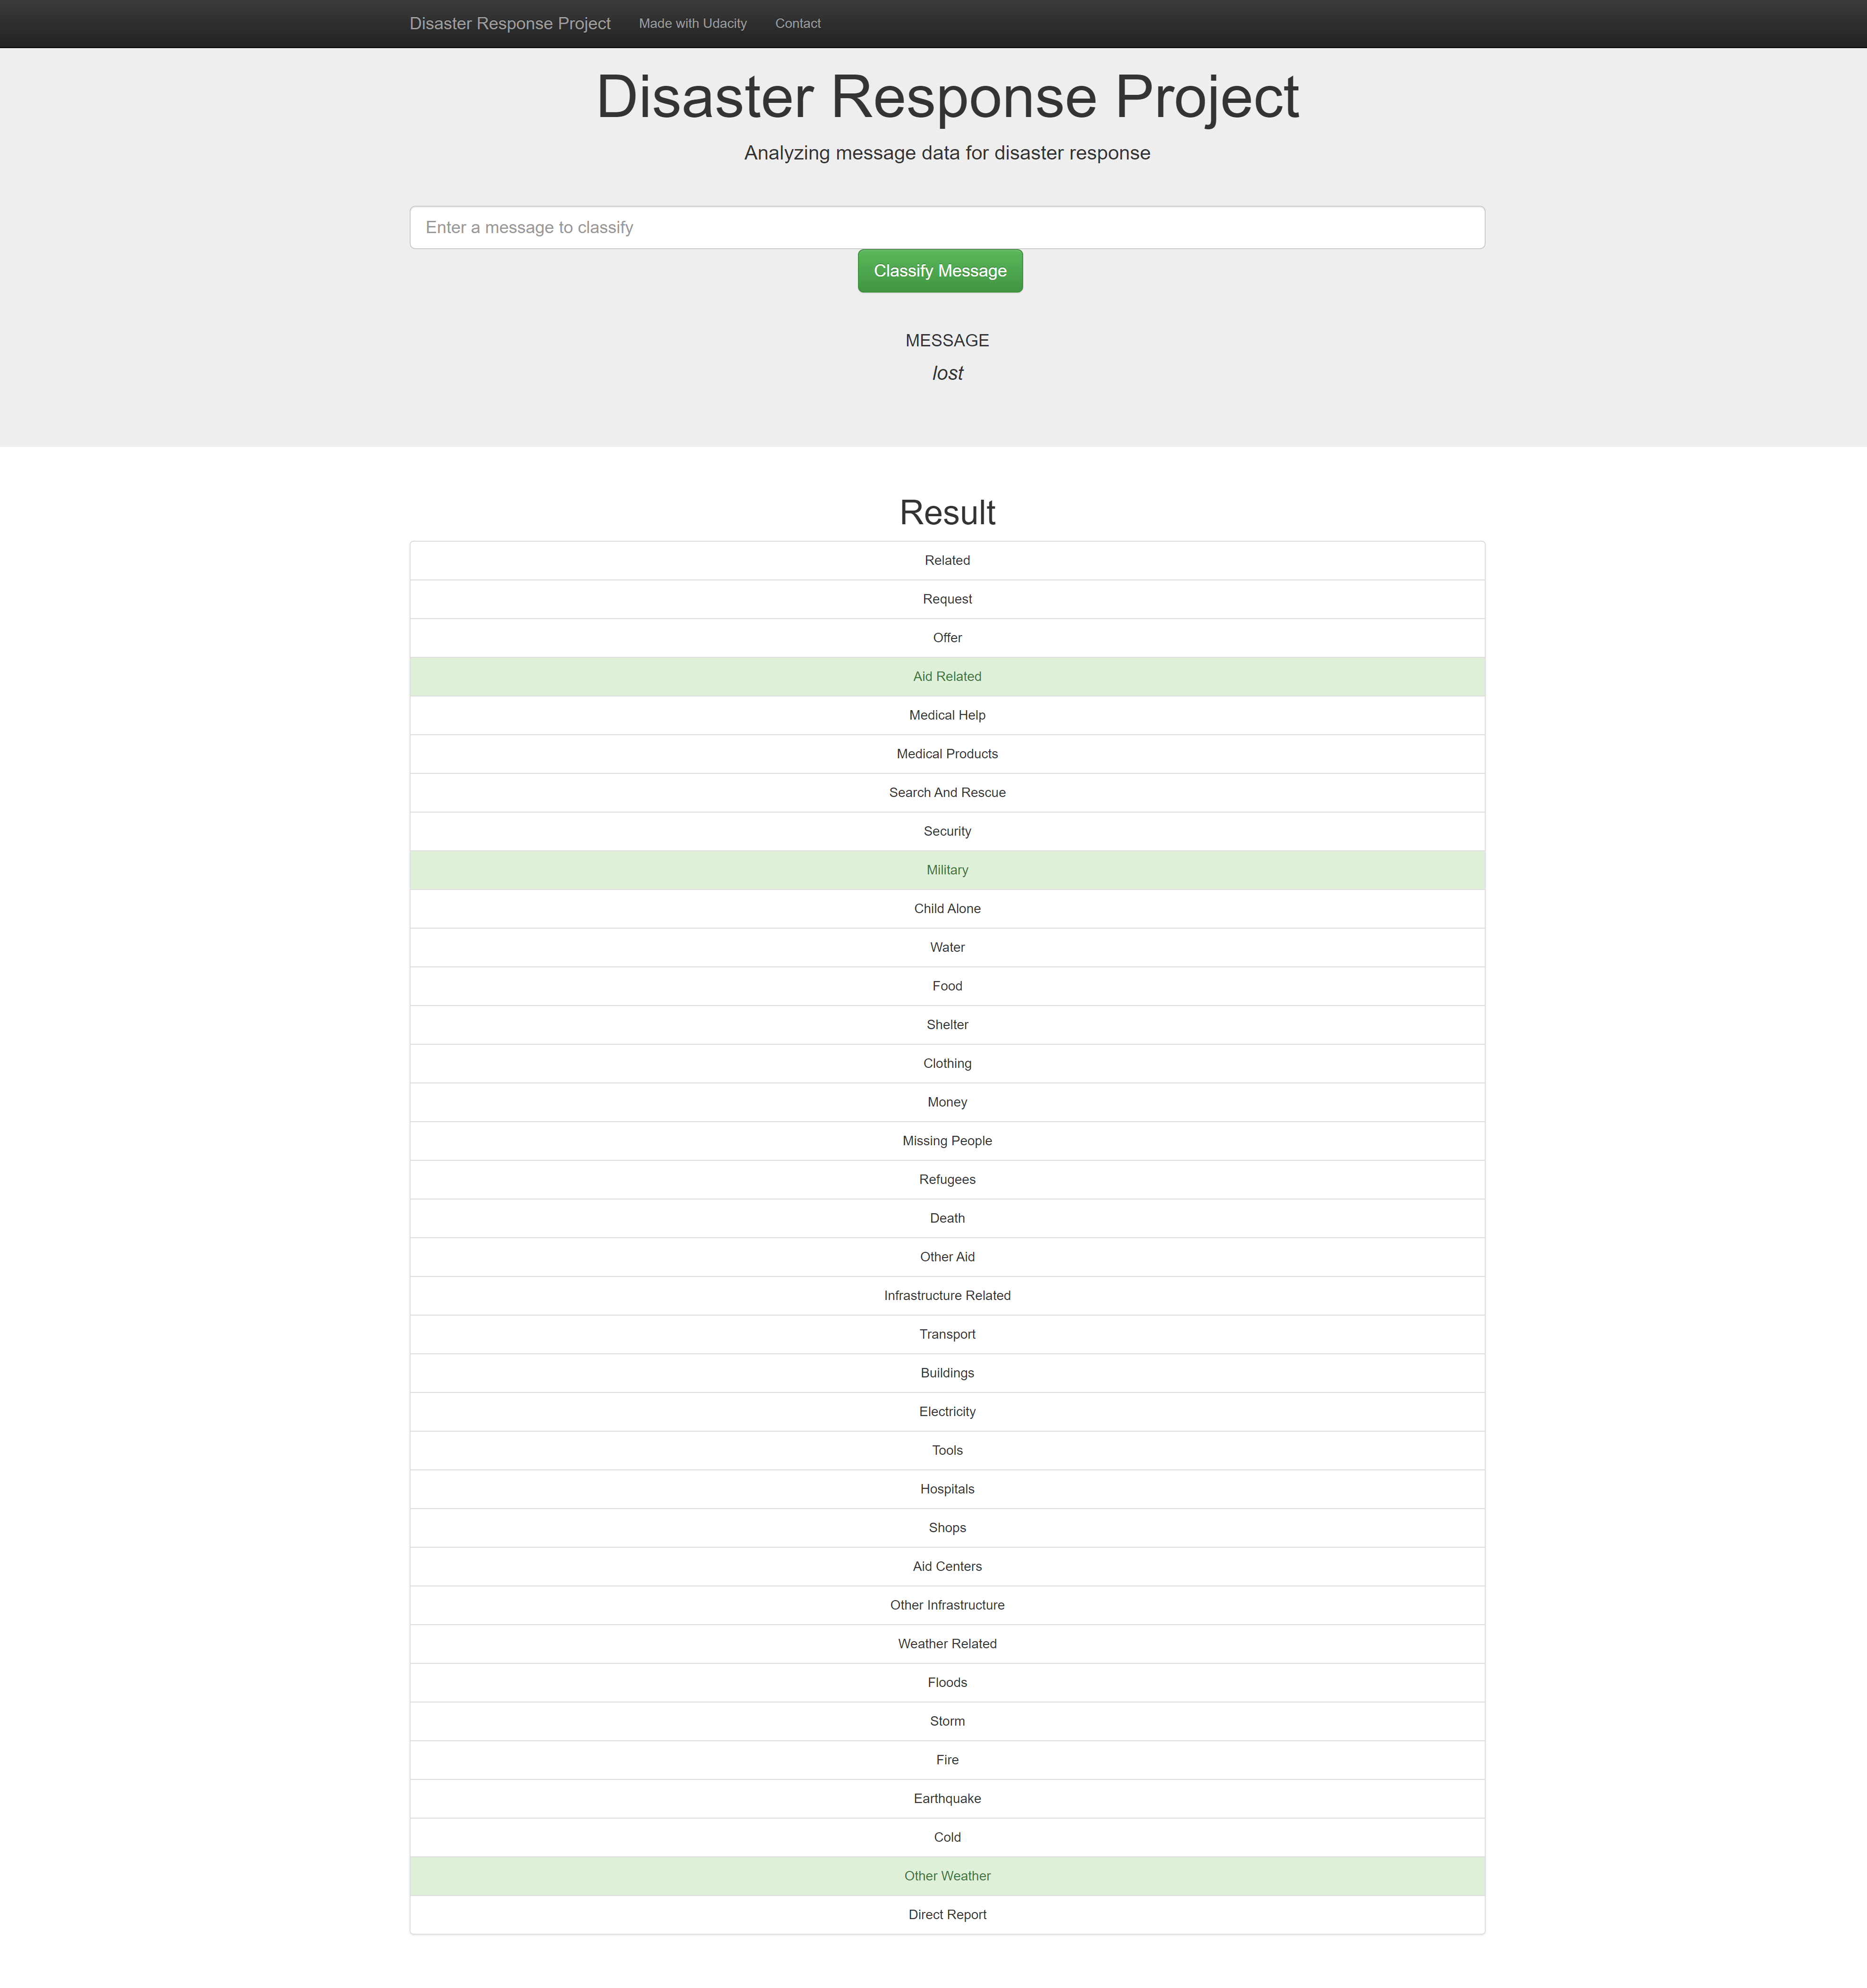 Disaster Response Project Made with Udacity Contact
Disaster Response Project
Analyzing message data for disaster response
Enter a message to classify
Classify Message
MESSAGE
lost
Result
Related
Request
Offer
Aid Related
Medical Help
Medical Products
Search And Rescue
Security
Military
Child Alone
Water
Food
Shelter
Clothing
Money
Missing People
Refugees
Death
Other Aid
Infrastructure Related
Transport
Buildings
Electricity
Tools
Hospitals
Shops
Aid Centers
Other Infrastructure
Weather Related
Floods
Storm
Fire
Earthquake
Cold
Other Weather
Direct Report